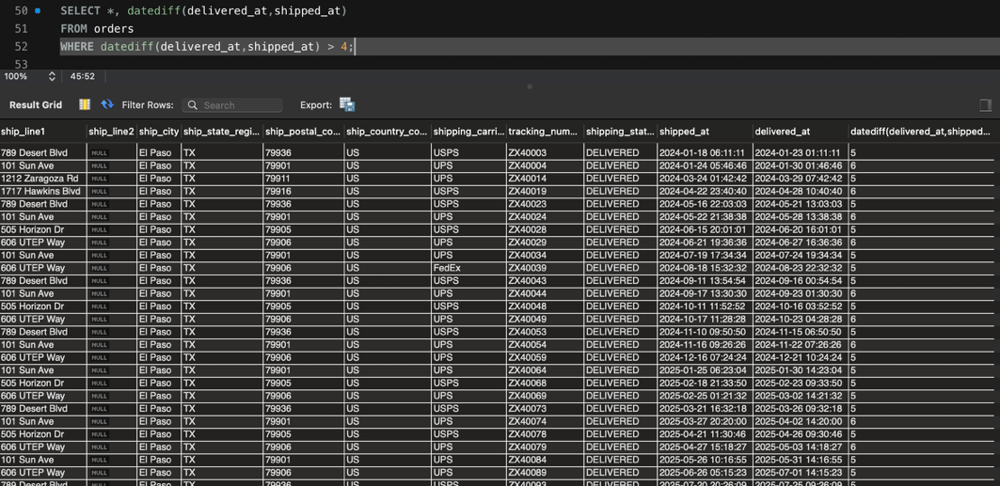 50 SELECT *, datediff(delivered_at,shipped_at)
51 FROM orders
52 WHERE datediff(delivered_at,shipped_at) > 4;
53
100% 45:52
Result Grid Filter Rows: Search Export:
ship_line1 ship_line2 ship_city ship_state_regi... ship_postal_co... ship_country_co... shipping_carri... tracking_num... shipping_stat... shipped_at delivered_at datediff(delivered_at,shipped...
789 Desert Blvd NULL El Paso TX 79936 US USPS ZX40003 DELIVERED 2024-01-18 06:11:11 2024-01-23 01:11:11 5
101 Sun Ave NULL El Paso TX 79901 US UPS ZX40004 DELIVERED 2024-01-24 05:46:46 2024-01-30 01:46:46 6
1212 Zaragoza Rd NULL El Paso TX 79911 US UPS ZX40014 DELIVERED 2024-03-24 01:42:42 2024-03-29 07:42:42 5
1717 Hawkins Blvd NULL El Paso TX 79916 US USPS ZX40019 DELIVERED 2024-04-22 23:40:40 2024-04-28 10:40:40 6
789 Desert Blvd NULL El Paso TX 79936 US USPS ZX40023 DELIVERED 2024-05-16 22:03:03 2024-05-21 13:03:03 5
101 Sun Ave NULL El Paso TX 79901 US UPS ZX40024 DELIVERED 2024-05-22 21:38:38 2024-05-28 13:38:38 6
505 Horizon Dr NULL El Paso TX 79905 US USPS ZX40028 DELIVERED 2024-06-15 20:01:01 2024-06-20 16:01:01 5
606 UTEP Way NULL El Paso TX 79906 US UPS ZX40029 DELIVERED 2024-06-21 19:36:36 2024-06-27 16:36:36 6
101 Sun Ave NULL El Paso TX 79901 US UPS ZX40034 DELIVERED 2024-07-19 17:34:34 2024-07-24 19:34:34 5
606 UTEP Way NULL El Paso TX 79906 US FedEx ZX40039 DELIVERED 2024-08-18 15:32:32 2024-08-23 22:32:32 5
789 Desert Blvd NULL El Paso TX 79936 US USPS ZX40043 DELIVERED 2024-09-11 13:54:54 2024-09-16 00:54:54 5
101 Sun Ave NULL El Paso TX 79901 US UPS ZX40044 DELIVERED 2024-09-17 13:30:30 2024-09-23 01:30:30 6
505 Horizon Dr NULL El Paso TX 79905 US USPS ZX40048 DELIVERED 2024-10-11 11:52:52 2024-10-16 03:52:52 5
606 UTEP Way NULL El Paso TX 79906 US UPS ZX40049 DELIVERED 2024-10-17 11:28:28 2024-10-23 04:28:28 6
789 Desert Blvd NULL El Paso TX 79936 US USPS ZX40053 DELIVERED 2024-11-10 09:50:50 2024-11-15 06:50:50 5
101 Sun Ave NULL El Paso TX 79901 US UPS ZX40054 DELIVERED 2024-11-16 09:26:26 2024-11-22 07:26:26 6
606 UTEP Way NULL El Paso TX 79906 US UPS ZX40059 DELIVERED 2024-12-16 07:24:24 2024-12-21 10:24:24 5
101 Sun Ave NULL El Paso TX 79901 US UPS ZX40064 DELIVERED 2025-01-25 06:23:04 2025-01-30 14:23:04 5
505 Horizon Dr NULL El Paso TX 79905 US USPS ZX40068 DELIVERED 2025-02-18 21:33:50 2025-02-23 09:33:50 5
606 UTEP Way NULL El Paso TX 79906 US UPS ZX40069 DELIVERED 2025-02-25 01:21:32 2025-03-02 14:21:32 5
789 Desert Blvd NULL El Paso TX 79936 US USPS ZX40073 DELIVERED 2025-03-21 16:32:18 2025-03-26 09:32:18 5
101 Sun Ave NULL El Paso TX 79901 US UPS ZX40074 DELIVERED 2025-03-27 20:20:00 2025-04-02 14:20:00 6
505 Horizon Dr NULL El Paso TX 79905 US USPS ZX40078 DELIVERED 2025-04-21 11:30:46 2025-04-26 09:30:46 5
606 UTEP Way NULL El Paso TX 79906 US UPS ZX40079 DELIVERED 2025-04-27 15:18:27 2025-05-03 14:18:27 6
101 Sun Ave NULL El Paso TX 79901 US UPS ZX40084 DELIVERED 2025-05-26 10:16:55 2025-05-31 14:16:55 5
606 UTEP Way NULL El Paso TX 79906 US UPS ZX40089 DELIVERED 2025-06-26 05:15:23 2025-07-01 14:15:23 5
789 Desert Blvd NULL El Paso TX 79936 US USPS ZX40093 DELIVERED 2025-07-20 20:26:09 2025-07-25 09:26:09 5